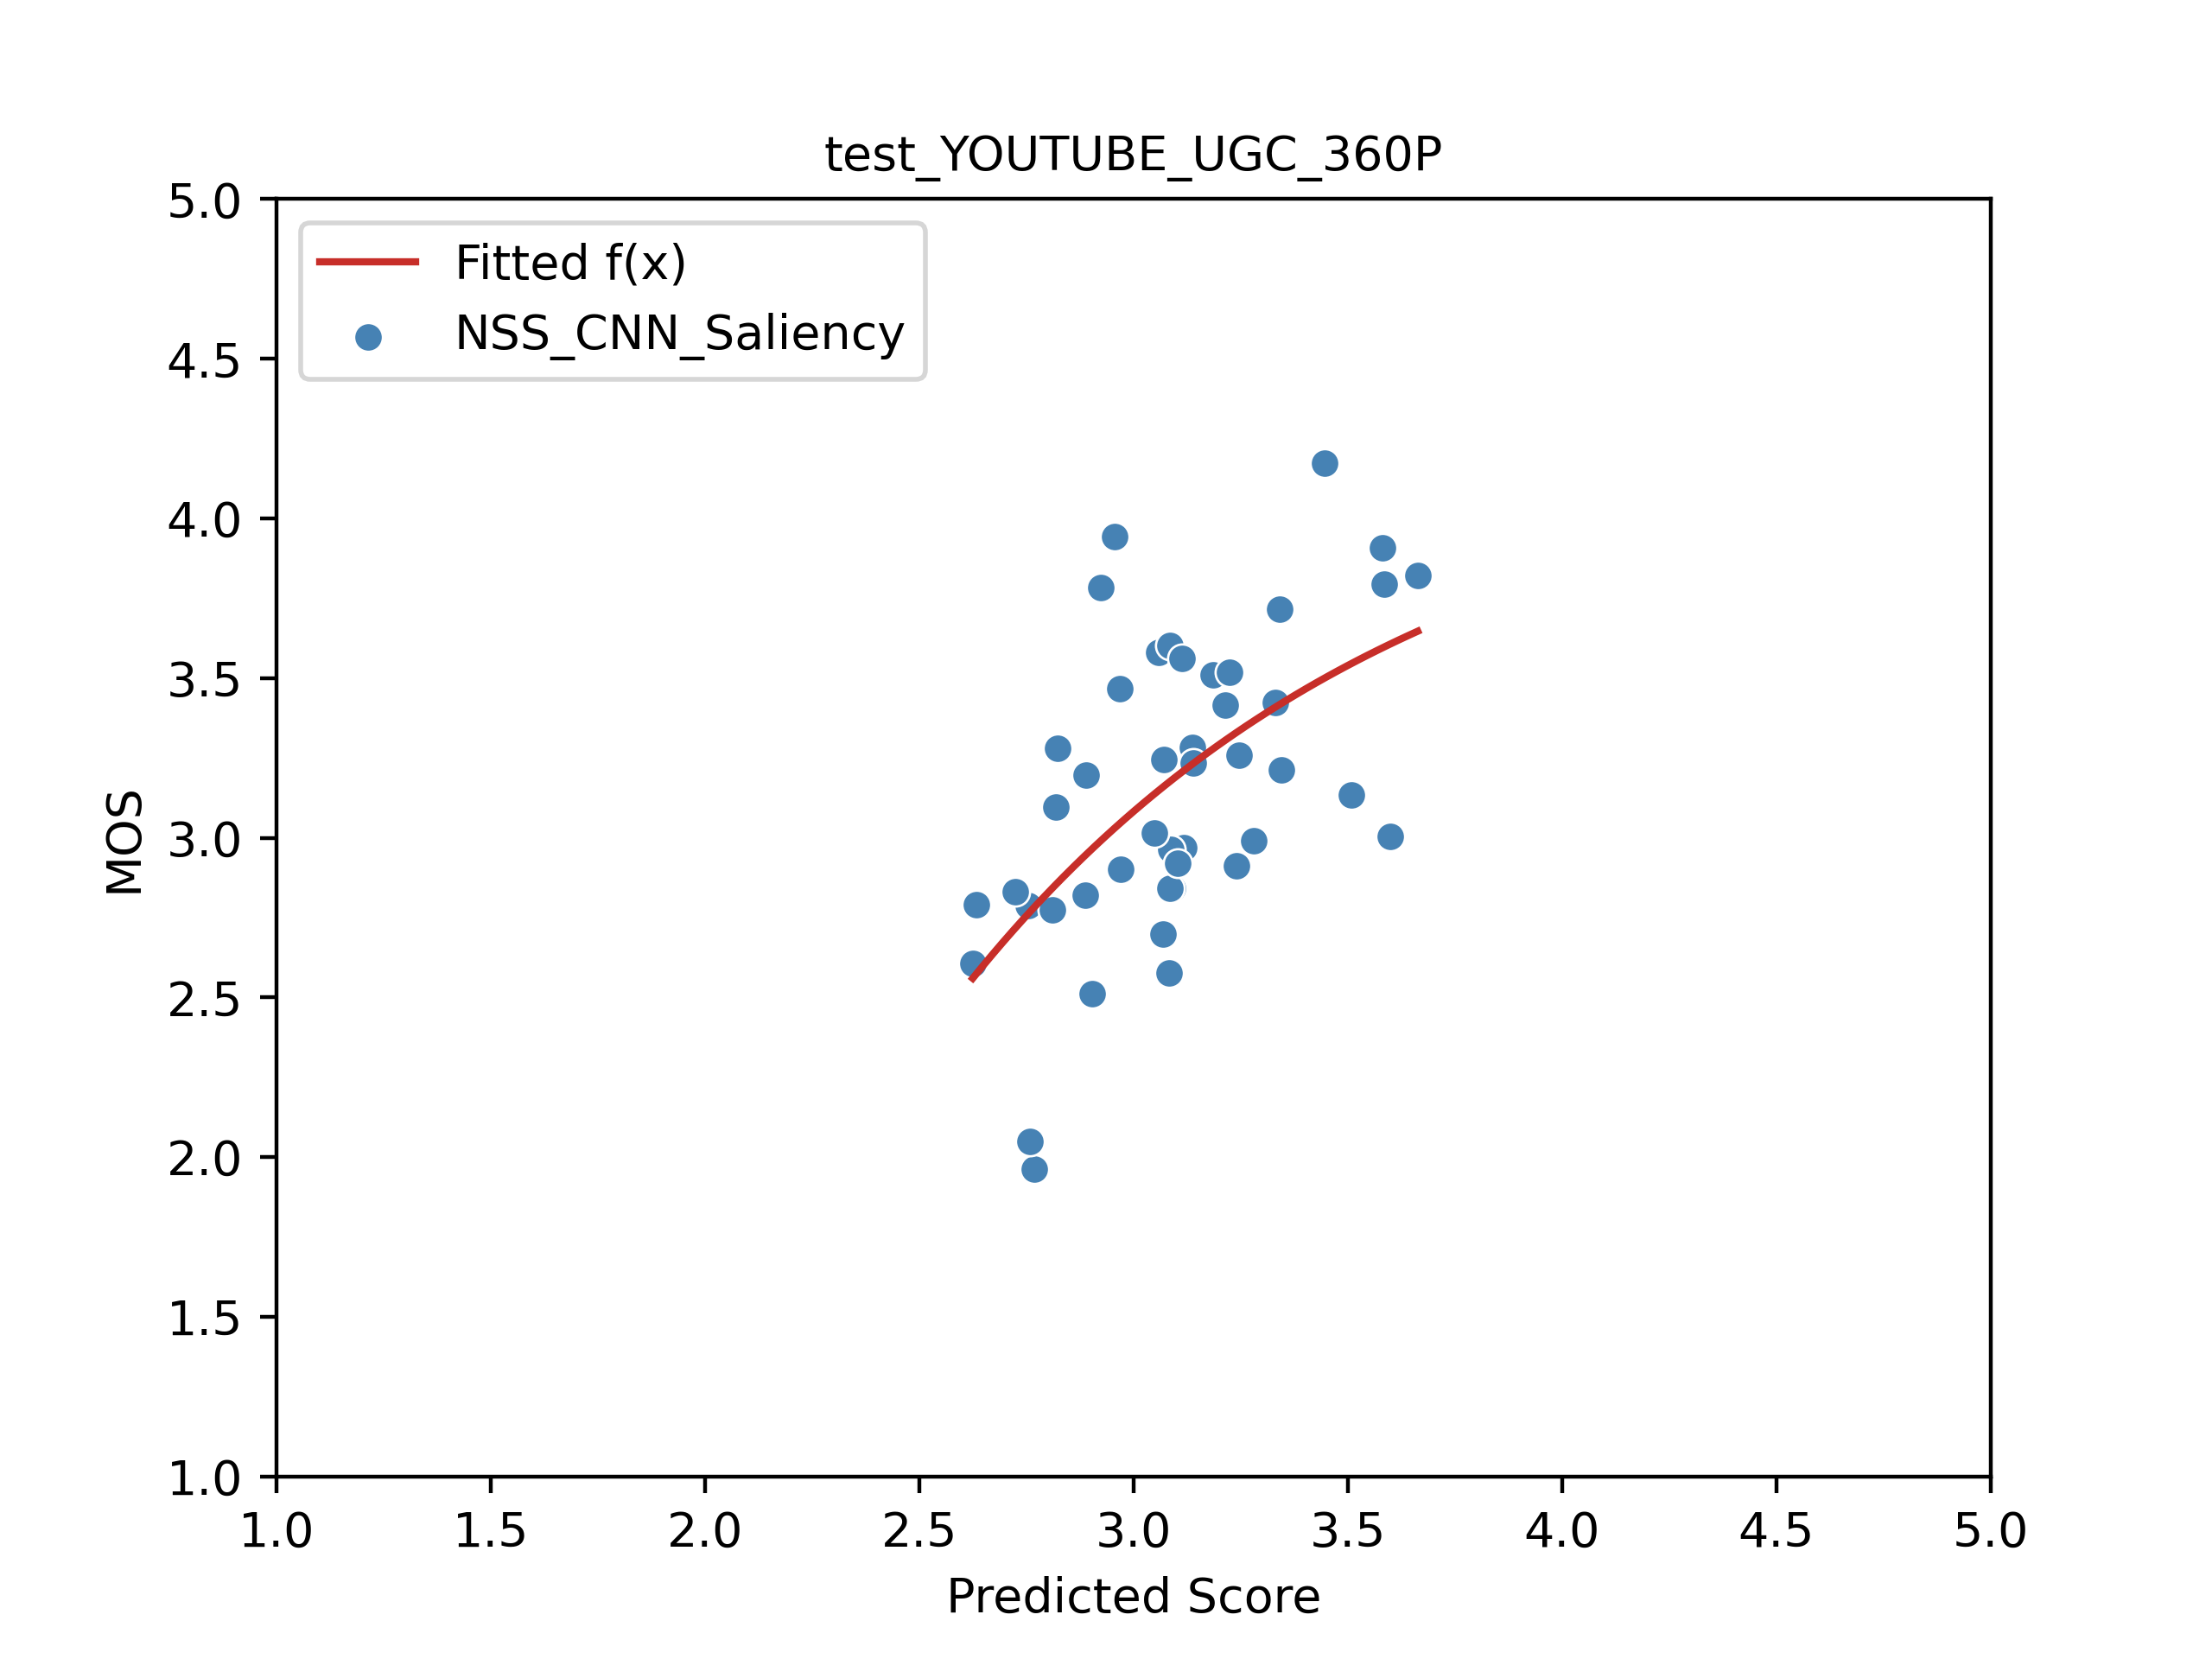 test_YOUTUBE_UGC_360P
5.0
4.5
4.0
3.5
3.0
2.5
2.0
1.5
1.0
MOS
Fitted f(x)
NSS_CNN_Saliency
1.0 1.5 2.0 2.5 3.0 3.5 4.0 4.5 5.0
Predicted Score